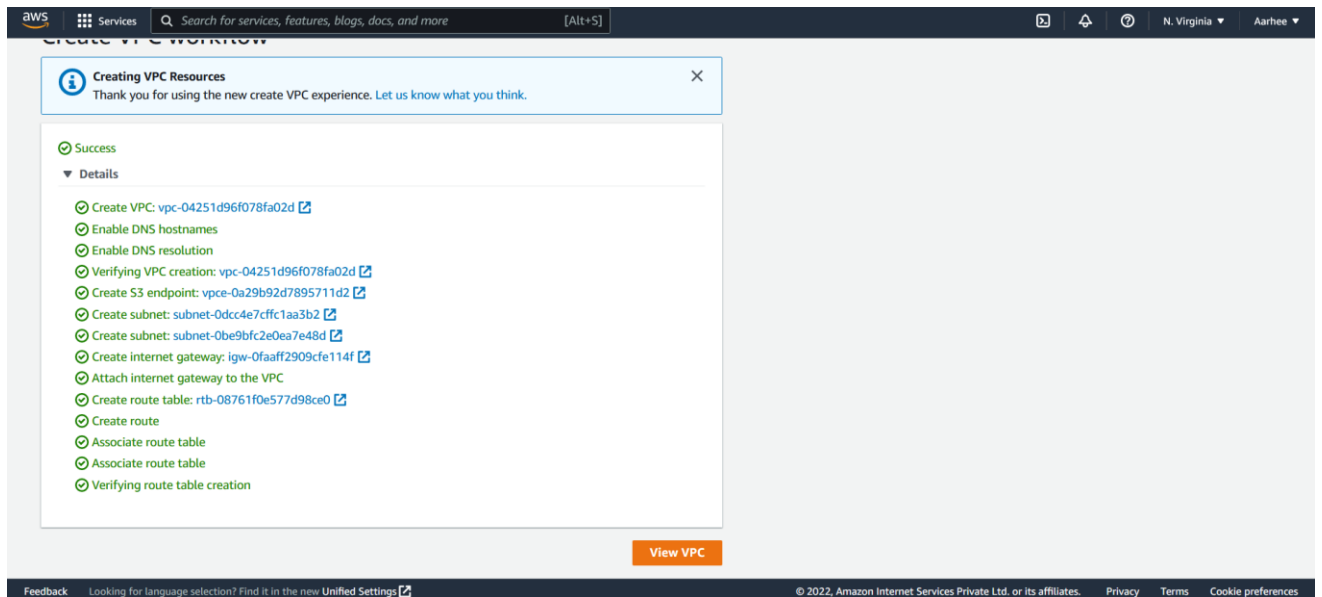 aws Services Search for services, features, blogs, docs, and more [Alt+S] N. Virginia Aarhee
Create VPC workflow
Creating VPC Resources
Thank you for using the new create VPC experience. Let us know what you think.
Success
Details
Create VPC: vpc-04251d96f078fa02d
Enable DNS hostnames
Enable DNS resolution
Verifying VPC creation: vpc-04251d96f078fa02d
Create S3 endpoint: vpce-0a29b92d7895711d2
Create subnet: subnet-0dcc4e7cffc1aa3b2
Create subnet: subnet-0be9bfc2e0ea7e48d
Create internet gateway: igw-0faaff2909cfe114f
Attach internet gateway to the VPC
Create route table: rtb-08761f0e577d98ce0
Create route
Associate route table
Associate route table
Verifying route table creation
View VPC
Feedback Looking for language selection? Find it in the new Unified Settings © 2022, Amazon Internet Services Private Ltd. or its affiliates. Privacy Terms Cookie preferences